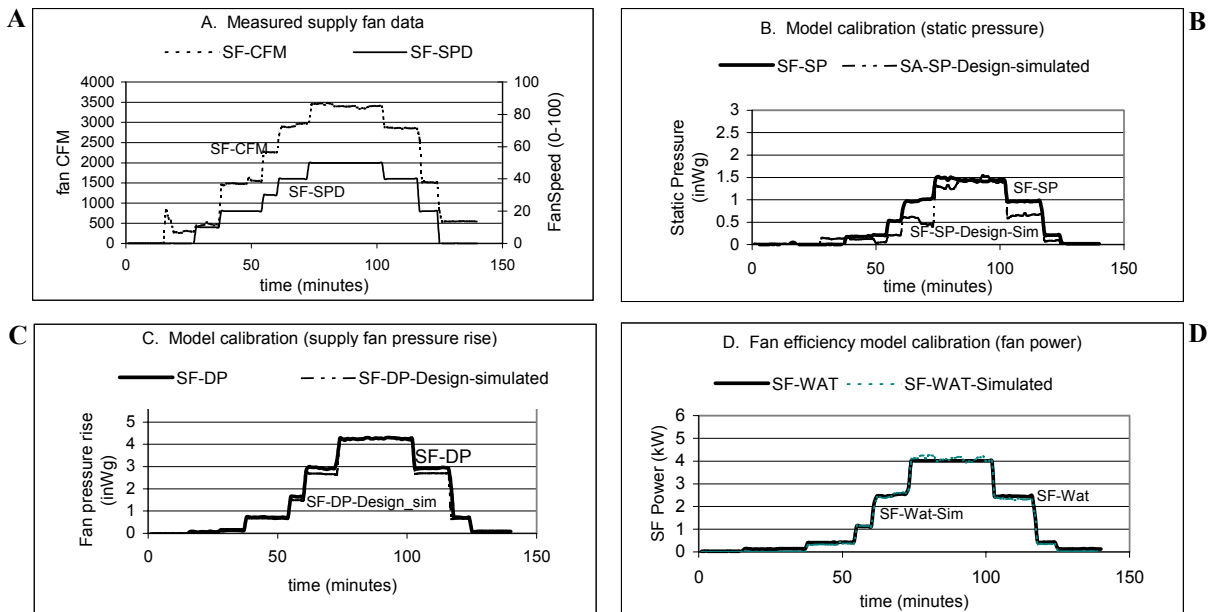 A
A. Measured supply fan data
SF-CFM SF-SPD
4000
3500
3000
2500
2000
1500
1000
500
0
fan CFM
SF-CFM
SF-SPD
100
80
60
40
20
0
FanSpeed (0-100)
0 50 100 150
time (minutes)
B
B. Model calibration (static pressure)
SF-SP SA-SP-Design-simulated
3
2.5
2
1.5
1
0.5
0
Static Pressure
(inWg)
SF-SP
SF-SP-Design-Sim
0 50 100 150
time (minutes)
C
C. Model calibration (supply fan pressure rise)
SF-DP SF-DP-Design-simulated
5
4
3
2
1
0
Fan pressure rise
(inWg)
SF-DP
SF-DP-Design_sim
0 50 100 150
time (minutes)
D
D. Fan efficiency model calibration (fan power)
SF-WAT SF-WAT-Simulated
6
5
4
3
2
1
0
SF Power (kW)
SF-Wat
SF-Wat-Sim
0 50 100 150
time (minutes)